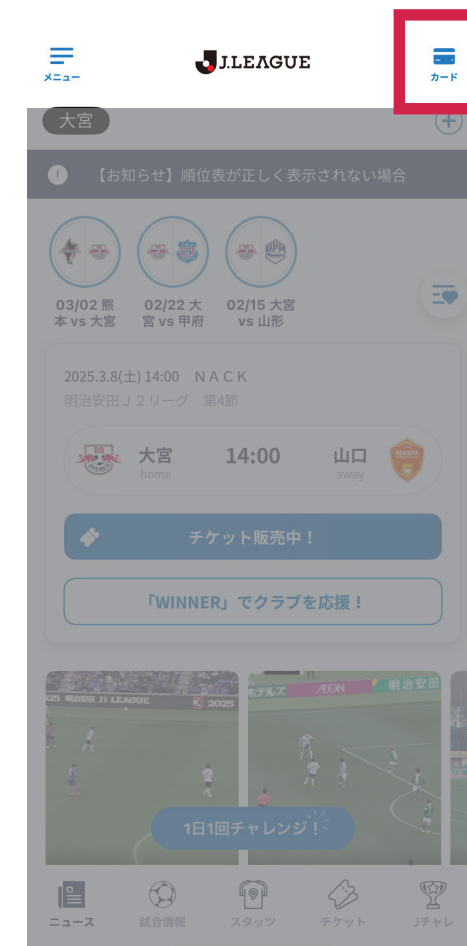 メニュー
J.LEAGUE
カード
大宮
【お知らせ】順位表が正しく表示されない場合
03/02 熊
本 vs 大宮
02/22 大
宮 vs 甲府
02/15 大宮
vs 山形
2025.3.8(土) 14:00 ＮＡＣＫ
明治安田Ｊ２リーグ 第4節
RB
大宮
home
14:00
山口
away
RENOFA
チケット販売中！
「WINNER」でクラブを応援！
2025
ホテルズ
AEON
明治安田
1日1回チャレンジ！
ニュース
試合情報
スタッツ
チケット
Jチャレ